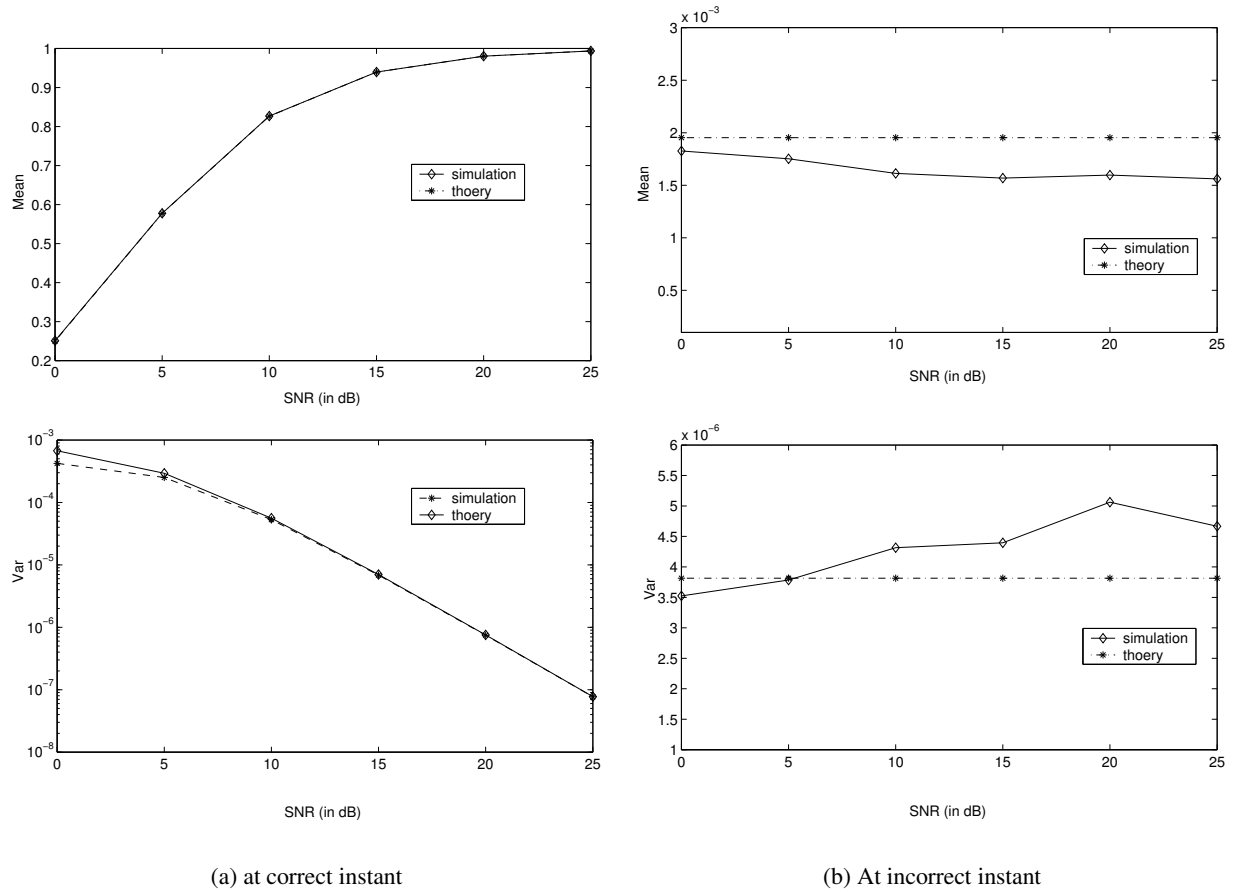 1
0.9
0.8
0.7
0.6
0.5
0.4
0.3
0.2
0 5 10 15 20 25
Mean
SNR (in dB)
simulation
thoery
x 10⁻³
3
2.5
2
1.5
1
0.5
0 5 10 15 20 25
Mean
SNR (in dB)
simulation
theory
10⁻³
10⁻⁴
10⁻⁵
10⁻⁶
10⁻⁷
10⁻⁸
0 5 10 15 20 25
Var
SNR (in dB)
simulation
thoery
x 10⁻⁶
6
5.5
5
4.5
4
3.5
3
2.5
2
1.5
1
0 5 10 15 20 25
Var
SNR (in dB)
simulation
thoery
(a) at correct instant
(b) At incorrect instant